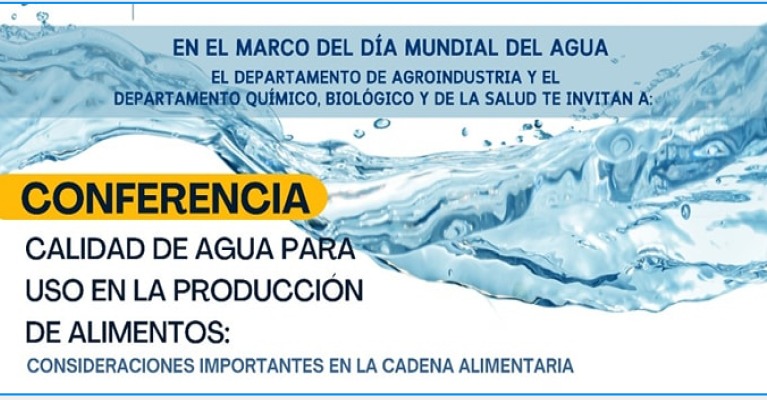 EN EL MARCO DEL DÍA MUNDIAL DEL AGUA
EL DEPARTAMENTO DE AGROINDUSTRIA Y EL
DEPARTAMENTO QUÍMICO, BIOLÓGICO Y DE LA SALUD TE INVITAN A:
CONFERENCIA
CALIDAD DE AGUA PARA
USO EN LA PRODUCCIÓN
DE ALIMENTOS:
CONSIDERACIONES IMPORTANTES EN LA CADENA ALIMENTARIA